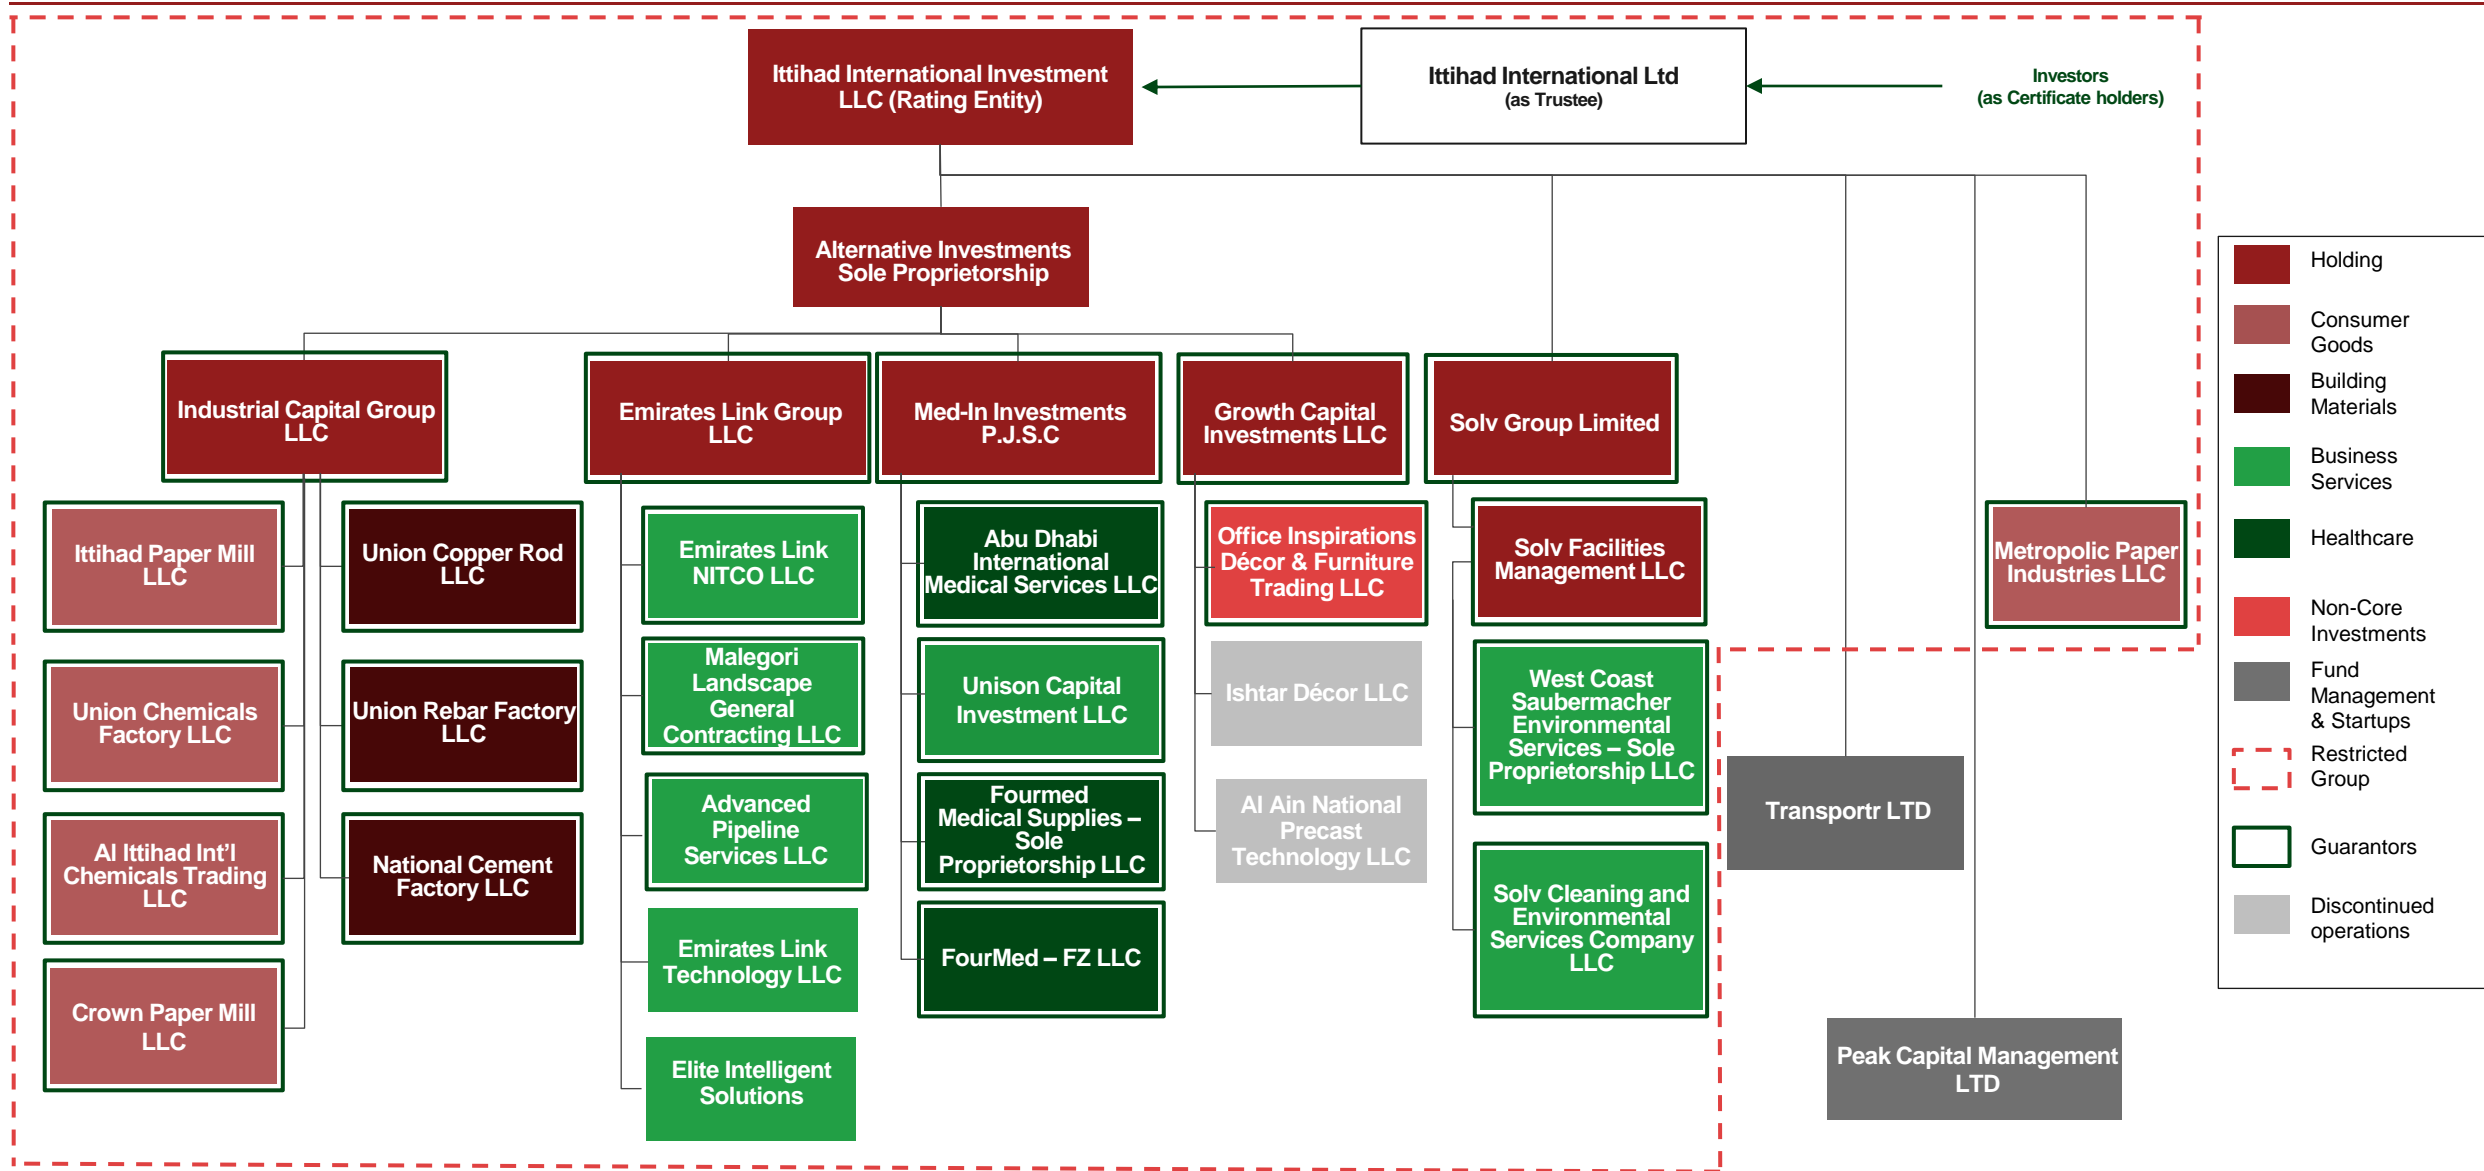 Ittihad International Investment
LLC (Rating Entity)
Ittihad International Ltd
(as Trustee)
Investors
(as Certificate holders)
Alternative Investments
Sole Proprietorship
Industrial Capital Group
LLC
Emirates Link Group
LLC
Med-In Investments
P.J.S.C
Growth Capital
Investments LLC
Solv Group Limited
Ittihad Paper Mill
LLC
Union Chemicals
Factory LLC
Al Ittihad Int’l
Chemicals Trading
LLC
Crown Paper Mill
LLC
Union Copper Rod
LLC
Union Rebar Factory
LLC
National Cement
Factory LLC
Emirates Link
NITCO LLC
Malegori
Landscape
General
Contracting LLC
Advanced
Pipeline
Services LLC
Emirates Link
Technology LLC
Elite Intelligent
Solutions
Abu Dhabi
International
Medical Services LLC
Unison Capital
Investment LLC
Fourmed
Medical Supplies –
Sole
Proprietorship LLC
FourMed – FZ LLC
Office Inspirations
Décor & Furniture
Trading LLC
Ishtar Décor LLC
Al Ain National
Precast
Technology LLC
Solv Facilities
Management LLC
West Coast
Saubermacher
Environmental
Services – Sole
Proprietorship LLC
Solv Cleaning and
Environmental
Services Company
LLC
Transportr LTD
Peak Capital Management
LTD
Metropolic Paper
Industries LLC
Holding
Consumer
Goods
Building
Materials
Business
Services
Healthcare
Non-Core
Investments
Fund
Management
& Startups
Restricted
Group
Guarantors
Discontinued
operations